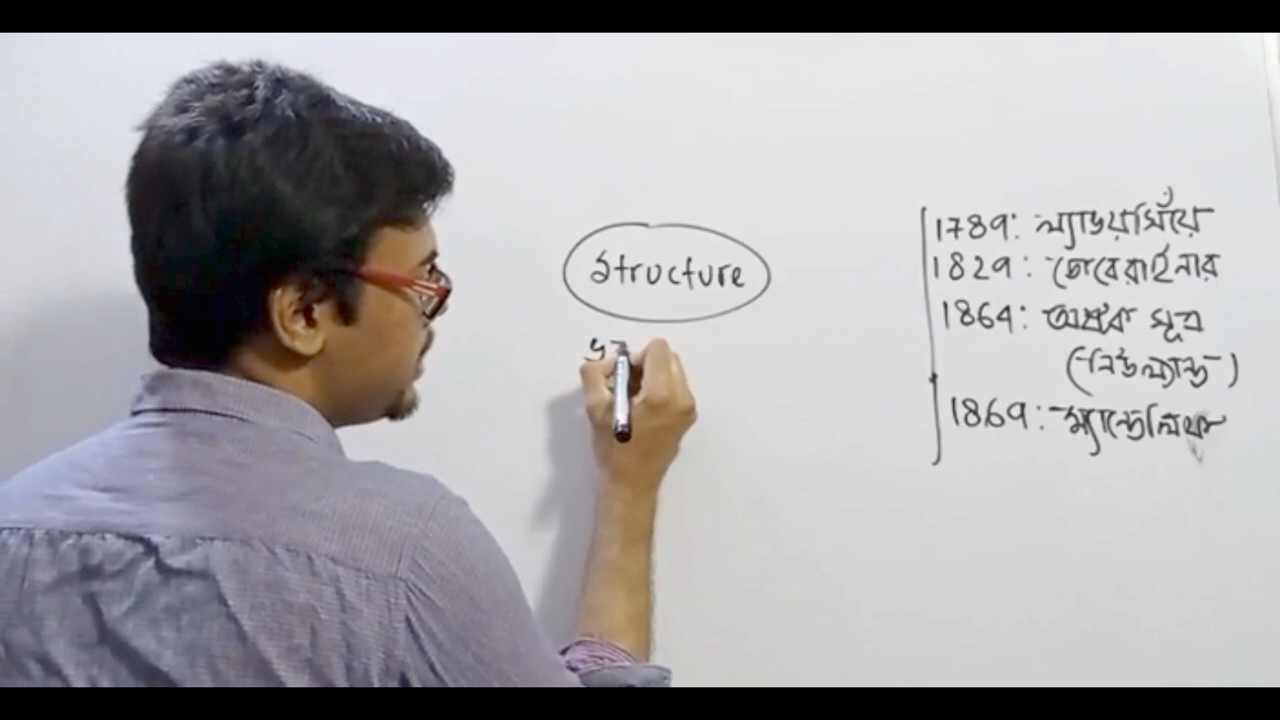 Structure
1789: ল্যাভয়সিঁয়ে
1829: ডোবেরাইনার
1864: অষ্টক সূত্র
(নিউল্যান্ড)
1869: ম্যান্ডেলিফ